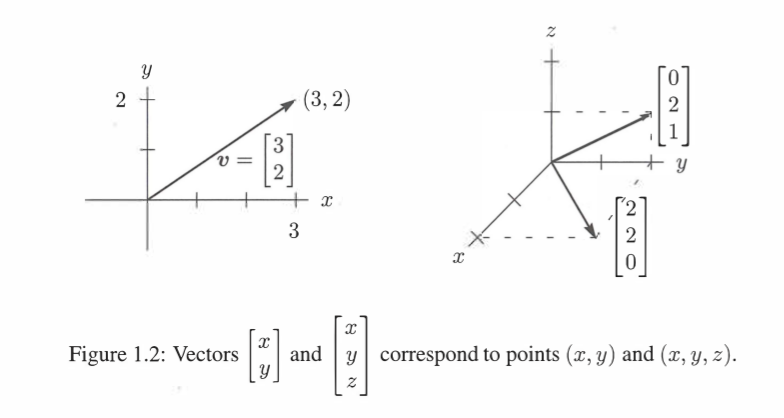 y
2
(3, 2)
v = [3
2]
x
3
z
[0
2
1]
y
[2
2
0]
x
Figure 1.2: Vectors [x y] and [x y z] correspond to points (x, y) and (x, y, z).